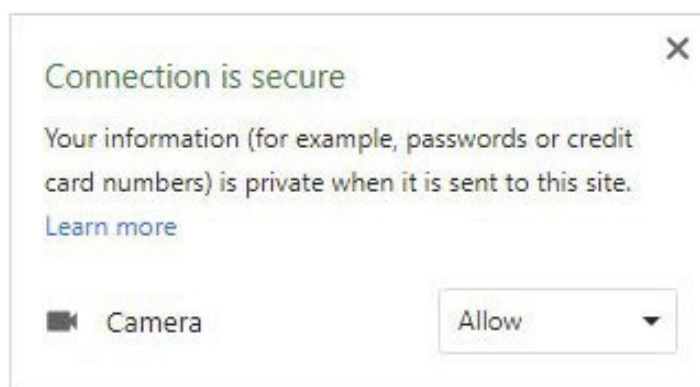 Connection is secure
Your information (for example, passwords or credit
card numbers) is private when it is sent to this site.
Learn more
Camera Allow